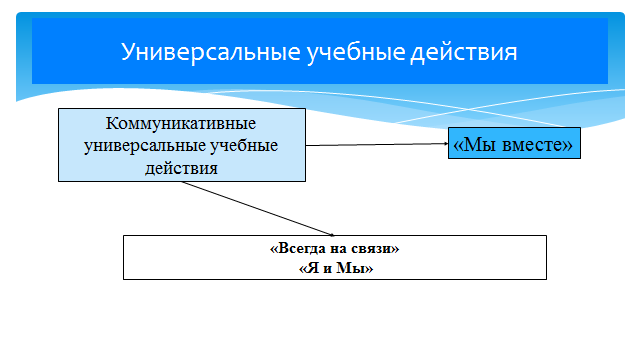 Универсальные учебные действия
Коммуникативные
универсальные учебные
действия
«Мы вместе»
«Всегда на связи»
«Я и Мы»